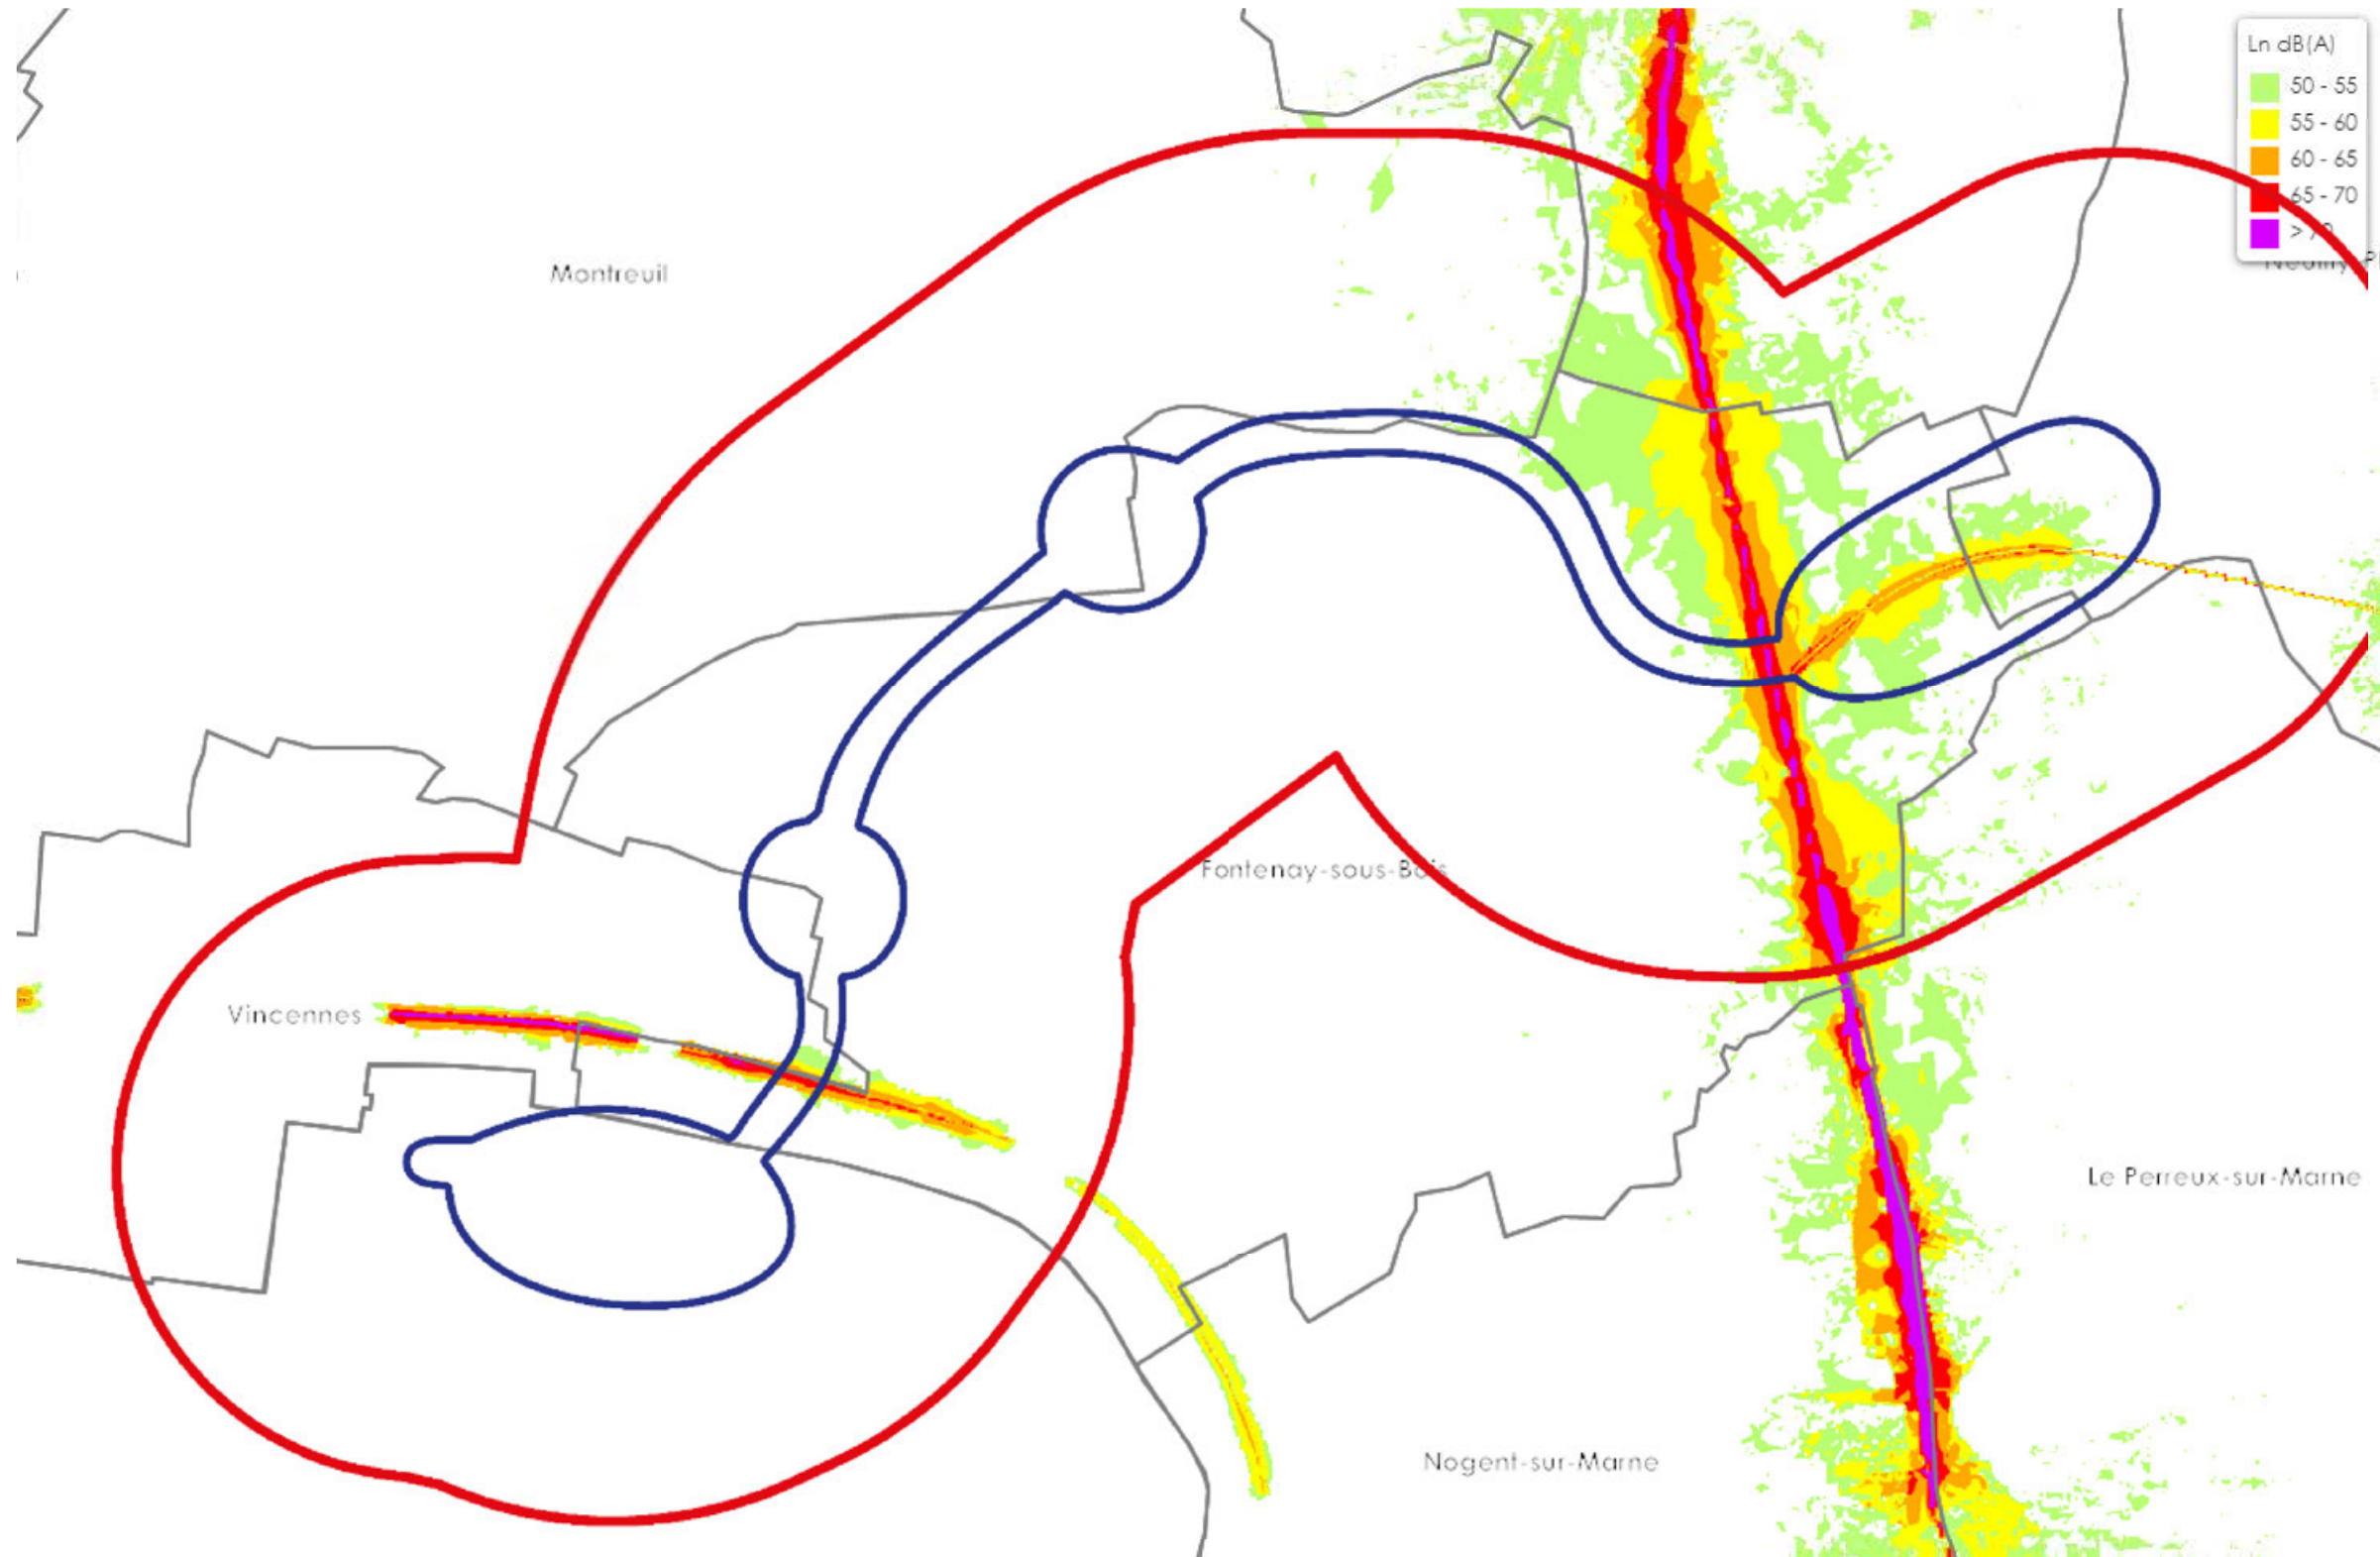 Ln dB(A)
50 - 55
55 - 60
60 - 65
65 - 70
Montreuil
Fontenay-sous-Bois
Vincennes
Le Perreux-sur-Marne
Nogent-sur-Marne